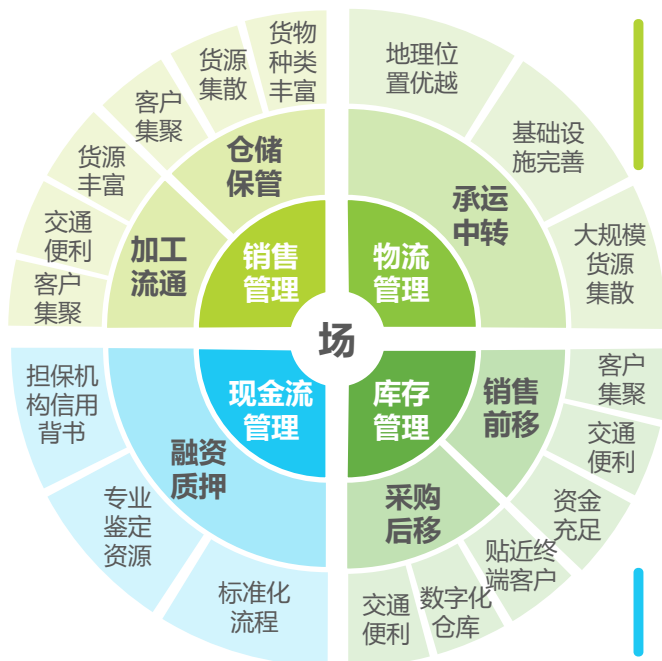 货物
种类
丰富
货源
集散
客户
集聚
货源
丰富
交通
便利
客户
集聚
仓储
保管
加工
流通
销售
管理
地理位
置优越
基础设
施完善
大规模
货源
集散
承运
中转
物流
管理
场
现金流
管理
融资
质押
担保机
构信用
背书
专业
鉴定
资源
标准化
流程
库存
管理
销售
前移
采购
后移
客户
集聚
交通
便利
资金
充足
贴近终
端客户
数字化
仓库
交通
便利